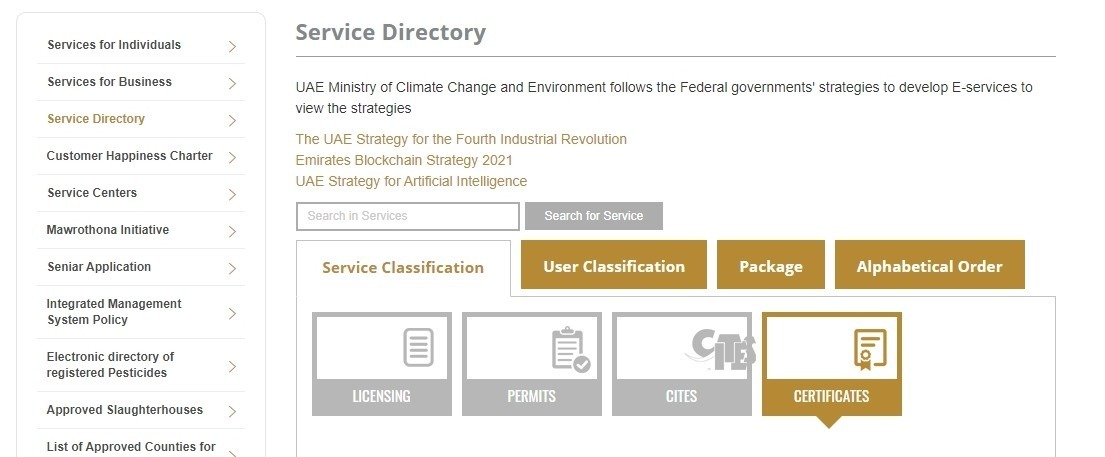 Services for Individuals
Services for Business
Service Directory
Customer Happiness Charter
Service Centers
Mawrothona Initiative
Seniar Application
Integrated Management
System Policy
Electronic directory of
registered Pesticides
Approved Slaughterhouses
List of Approved Counties for
Service Directory
UAE Ministry of Climate Change and Environment follows the Federal governments' strategies to develop E-services to
view the strategies
The UAE Strategy for the Fourth Industrial Revolution
Emirates Blockchain Strategy 2021
UAE Strategy for Artificial Intelligence
Search in Services
Search for Service
Service Classification
User Classification
Package
Alphabetical Order
CITES
LICENSING
PERMITS
CITES
CERTIFICATES